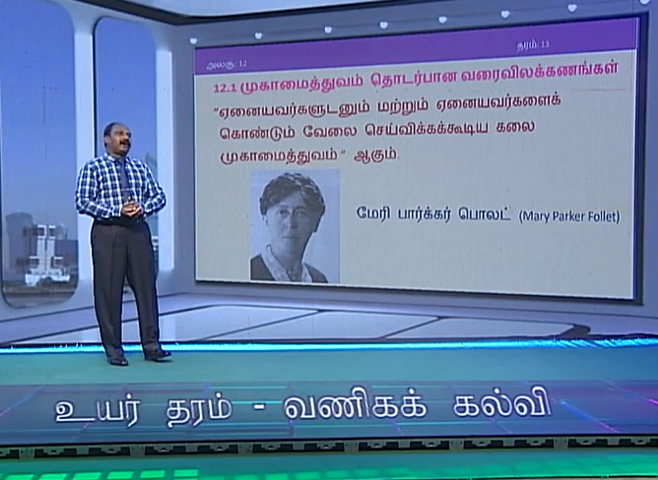 அலகு: 12
தரம்: 13
12.1 முகாமைத்துவம் தொடர்பான வரைவிலக்கணங்கள்
“ஏனையவர்களுடனும் மற்றும் ஏனையவர்களைக்
கொண்டும் வேலை செய்விக்கக்கூடிய கலை
முகாமைத்துவம்” ஆகும்.
மேரி பார்க்கர் பொலட் (Mary Parker Follet)
உயர் தரம் - வணிகக் கல்வி